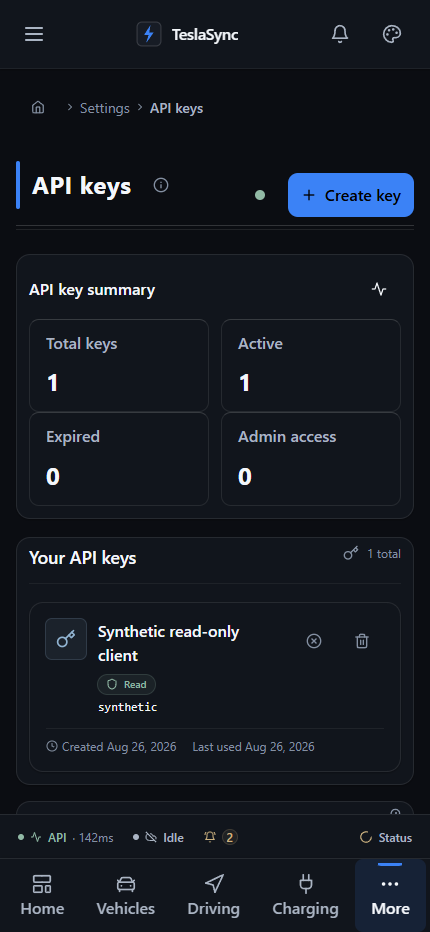 TeslaSync
Settings
API keys
API keys
Create key
API key summary
Total keys
Active
1
1
Expired
Admin access
0
0
Your API keys
1 total
Synthetic read-only
client
Read
synthetic
Created Aug 26, 2026
Last used Aug 26, 2026
API · 142ms
Idle
2
Status
Home
Vehicles
Driving
Charging
More